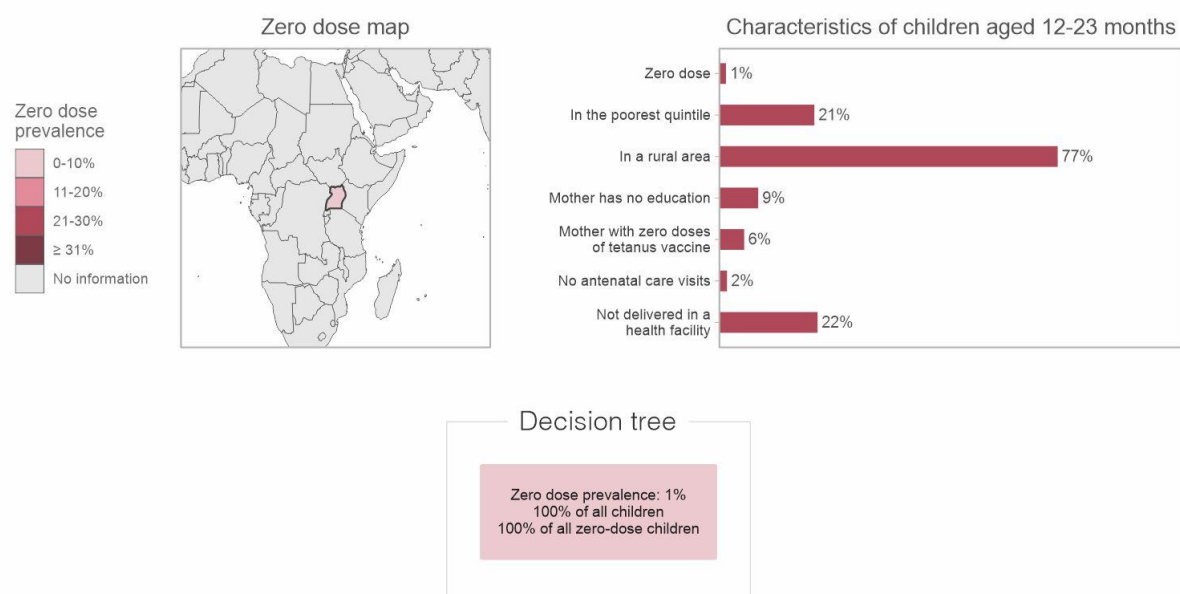 Zero dose map
Zero dose
prevalence
0-10%
11-20%
21-30%
≥ 31%
No information
Characteristics of children aged 12-23 months
Zero dose 1%
In the poorest quintile 21%
In a rural area 77%
Mother has no education 9%
Mother with zero doses
of tetanus vaccine 6%
No antenatal care visits 2%
Not delivered in a
health facility 22%
Decision tree
Zero dose prevalence: 1%
100% of all children
100% of all zero-dose children